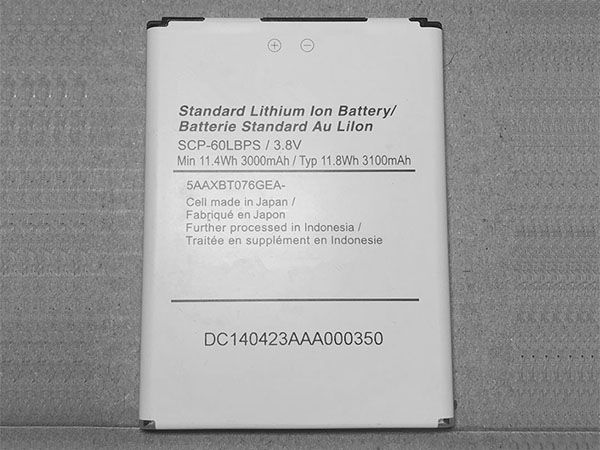 + −
Standard Lithium Ion Battery/
Batterie Standard Au LiIon
SCP-60LBPS / 3.8V
Min 11.4Wh 3000mAh / Typ 11.8Wh 3100mAh
5AAXBT076GEA-
Cell made in Japan /
Fabriqué en Japon
Further processed in Indonesia /
Traitée en supplément en Indonesie
DC140423AAA000350